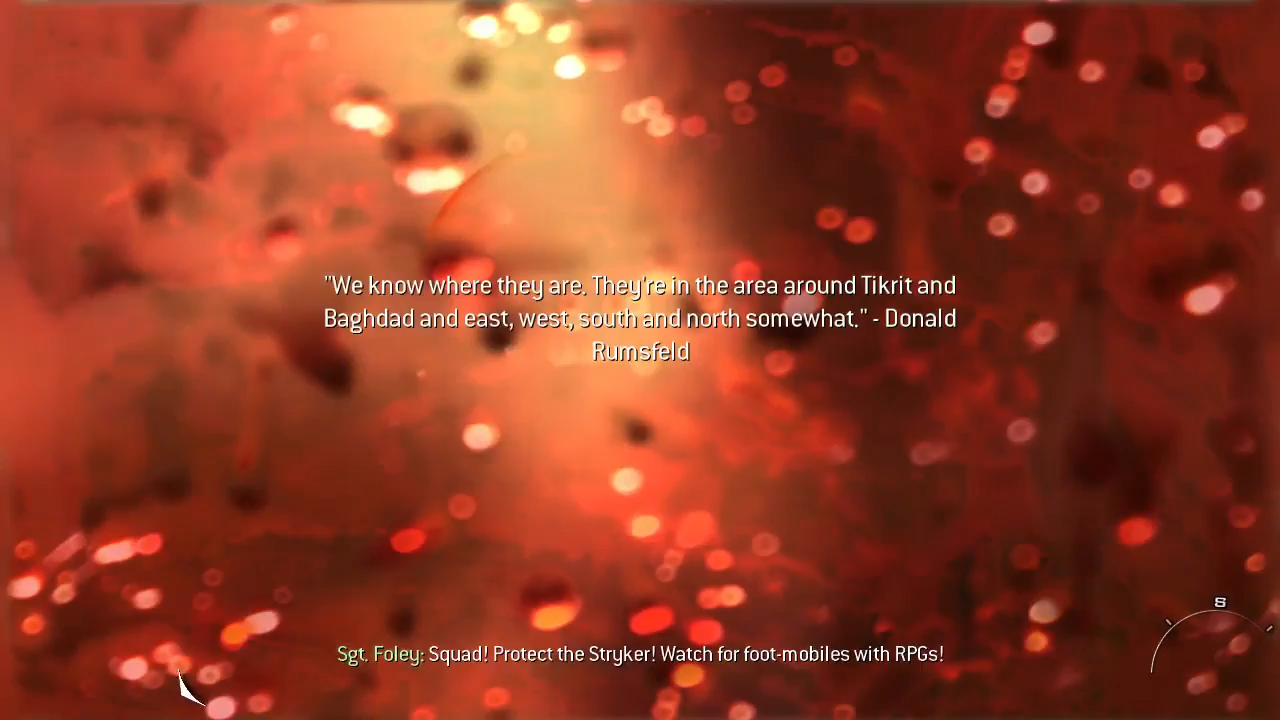 "We know where they are. They're in the area around Tikrit and
Baghdad and east, west, south and north somewhat." - Donald
Rumsfeld
S
Sgt. Foley: Squad! Protect the Stryker! Watch for foot-mobiles with RPGs!